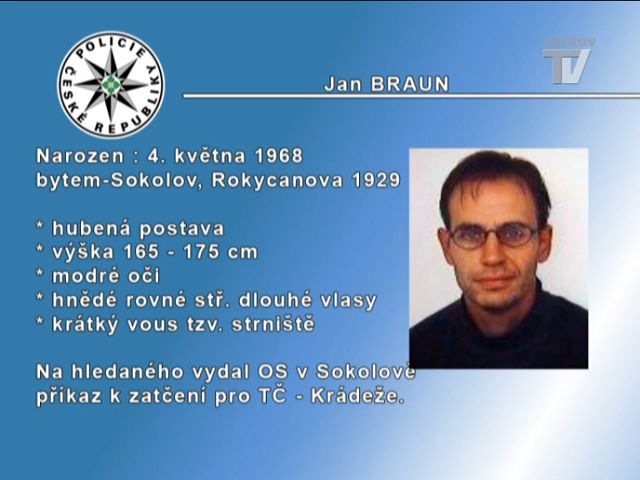 POLICIE
ČESKÉ REPUBLIKY
OSTROV
TV
Jan BRAUN
Narozen : 4. května 1968
bytem-Sokolov, Rokycanova 1929
* hubená postava
* výška 165 - 175 cm
* modré oči
* hnědé rovné stř. dlouhé vlasy
* krátký vous tzv. strniště
Na hledaného vydal OS v Sokolově
příkaz k zatčení pro TČ - Krádeže.